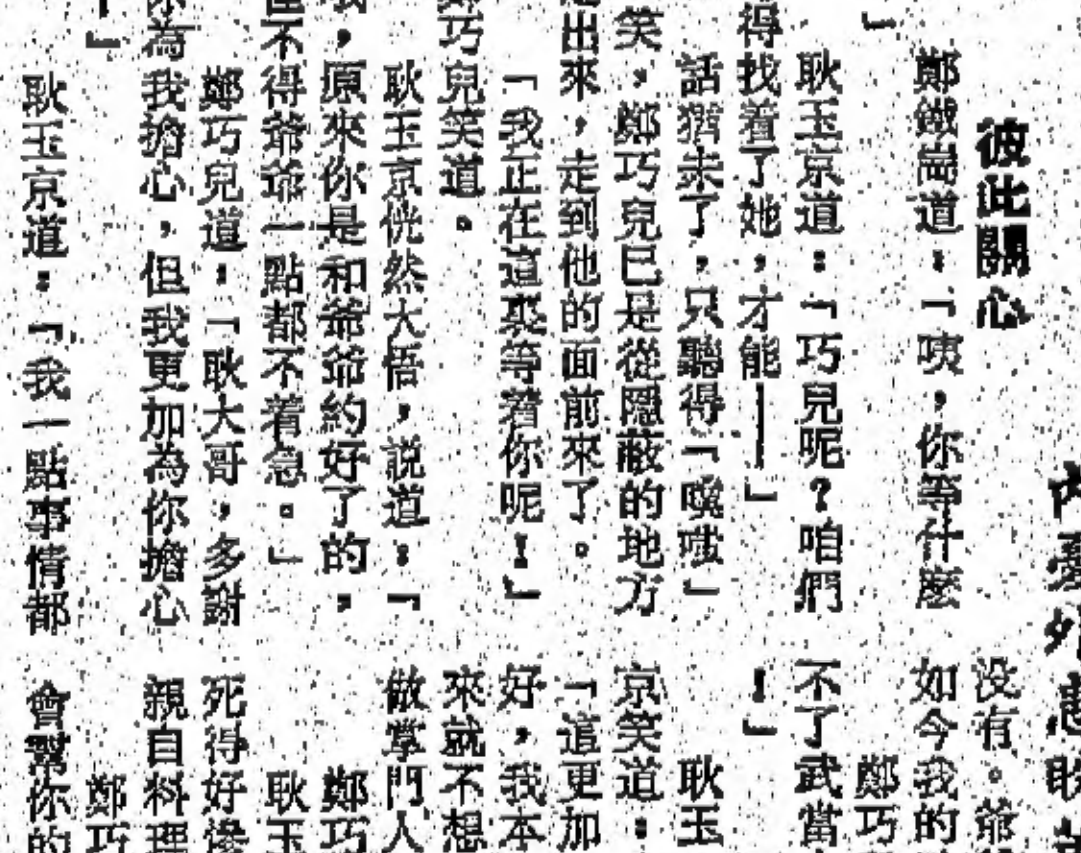 彼此關心
鄭鐵崗道：「咦，你等什麼
」
耿玉京道：「巧兒呢？咱們
得找着了她，才能——」
話猶未了，只聽得「噗哧」
笑，鄭巧兒已是從隱蔽的地方
出來，走到他的面前來了。
「我正在這裏等着你呢！」
巧兒笑道。
耿玉京恍然大悟，說道：「
，原來你是和爺爺約好了的，
不得爺爺一點都不着急。」
鄭巧兒道：「耿大哥，多謝
你為我擔心，但我更加為你擔心
」
耿玉京道：「我一點事情都
內憂外患
没有。爺
如今我的
鄭巧
不了武當
！」
耿玉
京笑道：
「這更加
好，我本
來就不想
做掌門人
鄭巧
耿玉
死得好慘
親自料理
鄭巧
會幫你的